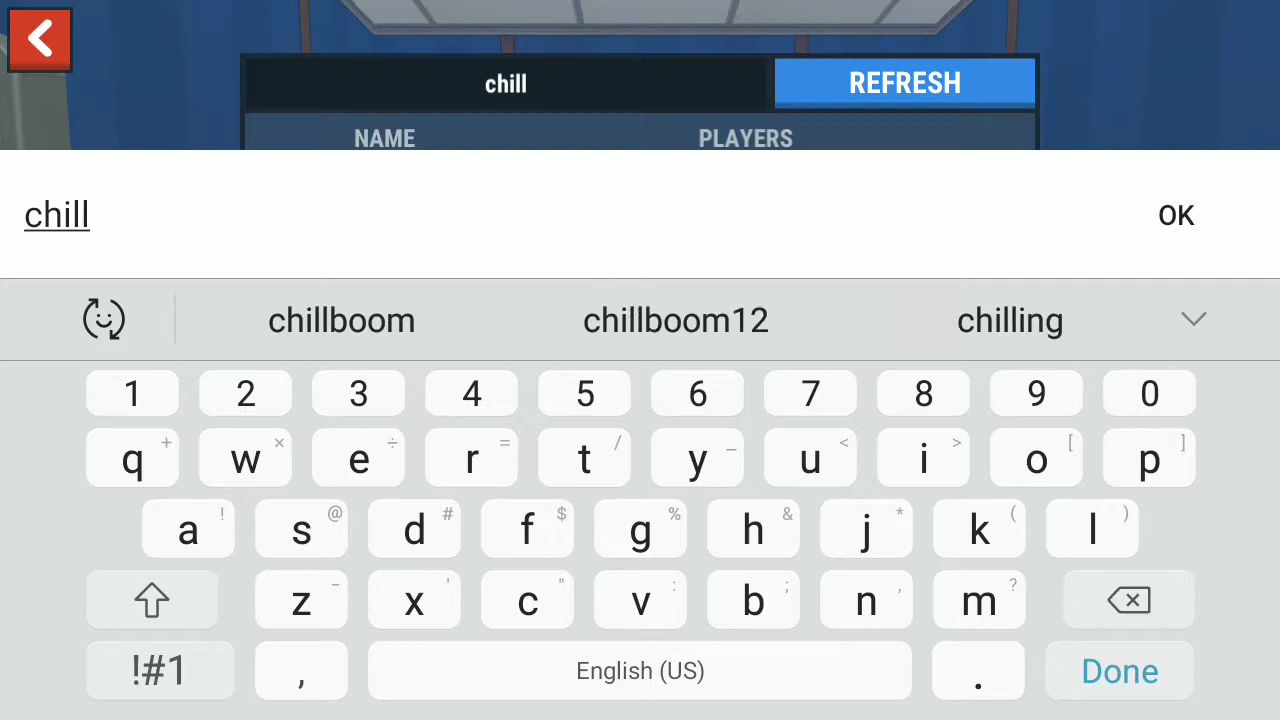 chill REFRESH
NAME PLAYERS
chill OK
chillboom chillboom12 chilling
1 2 3 4 5 6 7 8 9 0
q + w × e ÷ r = t / y _ u < i > o [ p ]
a ! s @ d # f $ g % h & j * k ( l )
z - x ' c " v : b ; n , m ?
!#1 , English (US) . Done